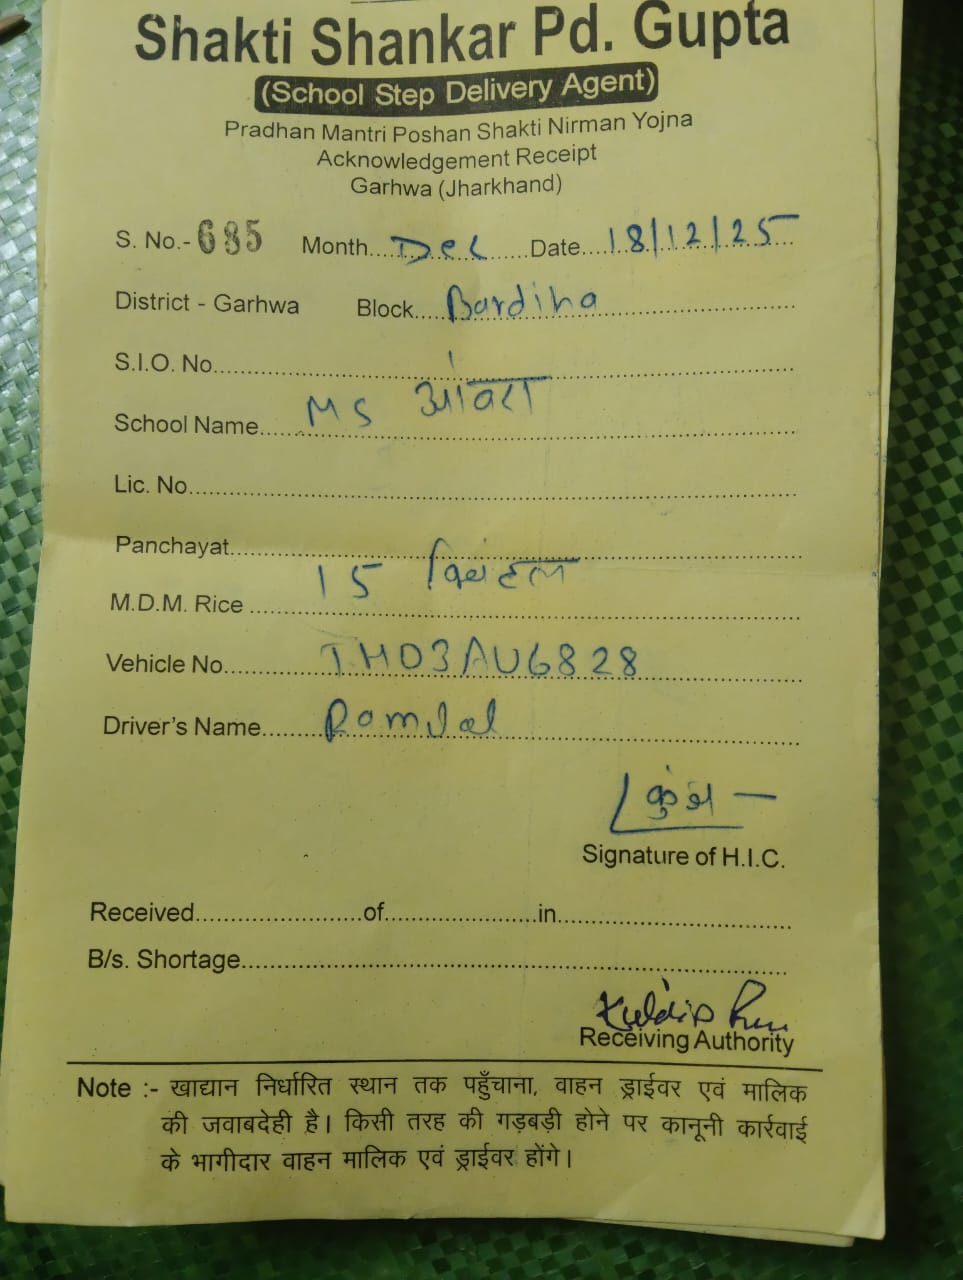 Shakti Shankar Pd. Gupta
(School Step Delivery Agent)
Pradhan Mantri Poshan Shakti Nirman Yojna
Acknowledgement Receipt
Garhwa (Jharkhand)
S. No.- 685 Month....Dec......Date....18/12/25...
District - Garhwa Block....Bardiha....................
S.I.O. No..............................
School Name......MS
Lic. No..............................
Panchayat..............................
M.D.M. Rice ......15 क्विंटल..............
Vehicle No............JH03AU6828..............
Driver's Name.........Ramlal..............
Signature of H.I.C.
Received........................of......................in..............................
B/s. Shortage..............................
Kuldip
Receiving Authority
Note :- खाद्यान निर्धारित स्थान तक पहुँचाना, वाहन ड्राईवर एवं मालिक
की जवाबदेही है। किसी तरह की गड़बड़ी होने पर कानूनी कार्रवाई
के भागीदार वाहन मालिक एवं ड्राईवर होंगे।